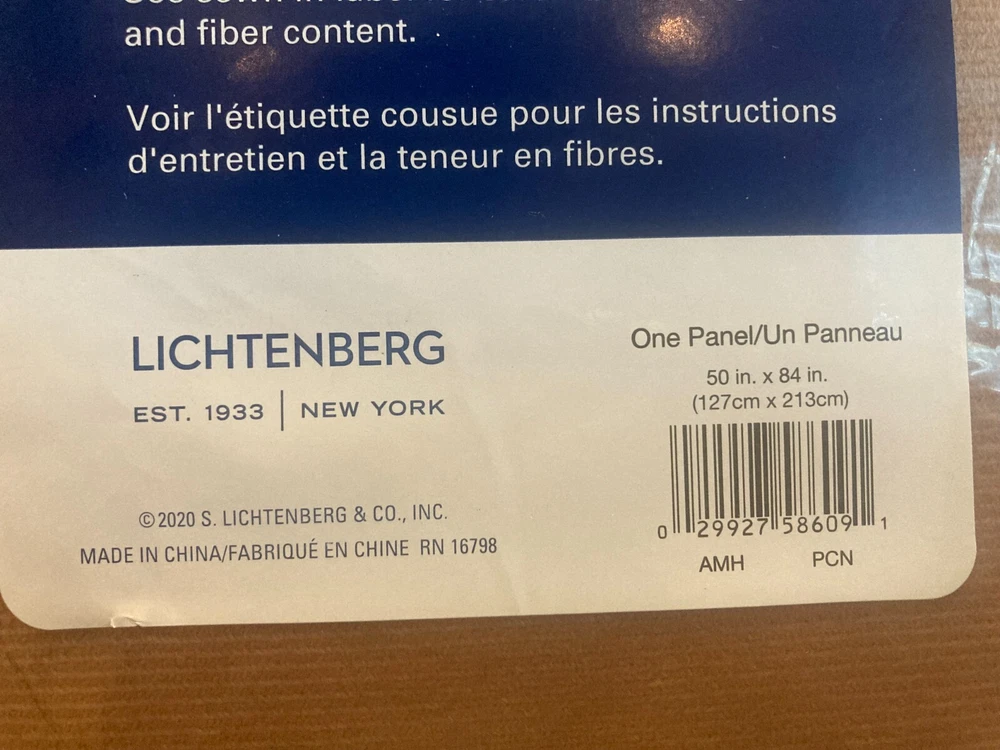 and fiber content.
Voir l'étiquette cousue pour les instructions
d'entretien et la teneur en fibres.
LICHTENBERG
EST. 1933 | NEW YORK
©2020 S. LICHTENBERG & CO., INC.
MADE IN CHINA/FABRIQUÉ EN CHINE RN 16798
One Panel/Un Panneau
50 in. x 84 in.
(127cm x 213cm)
0 29927 58609 1
AMH PCN